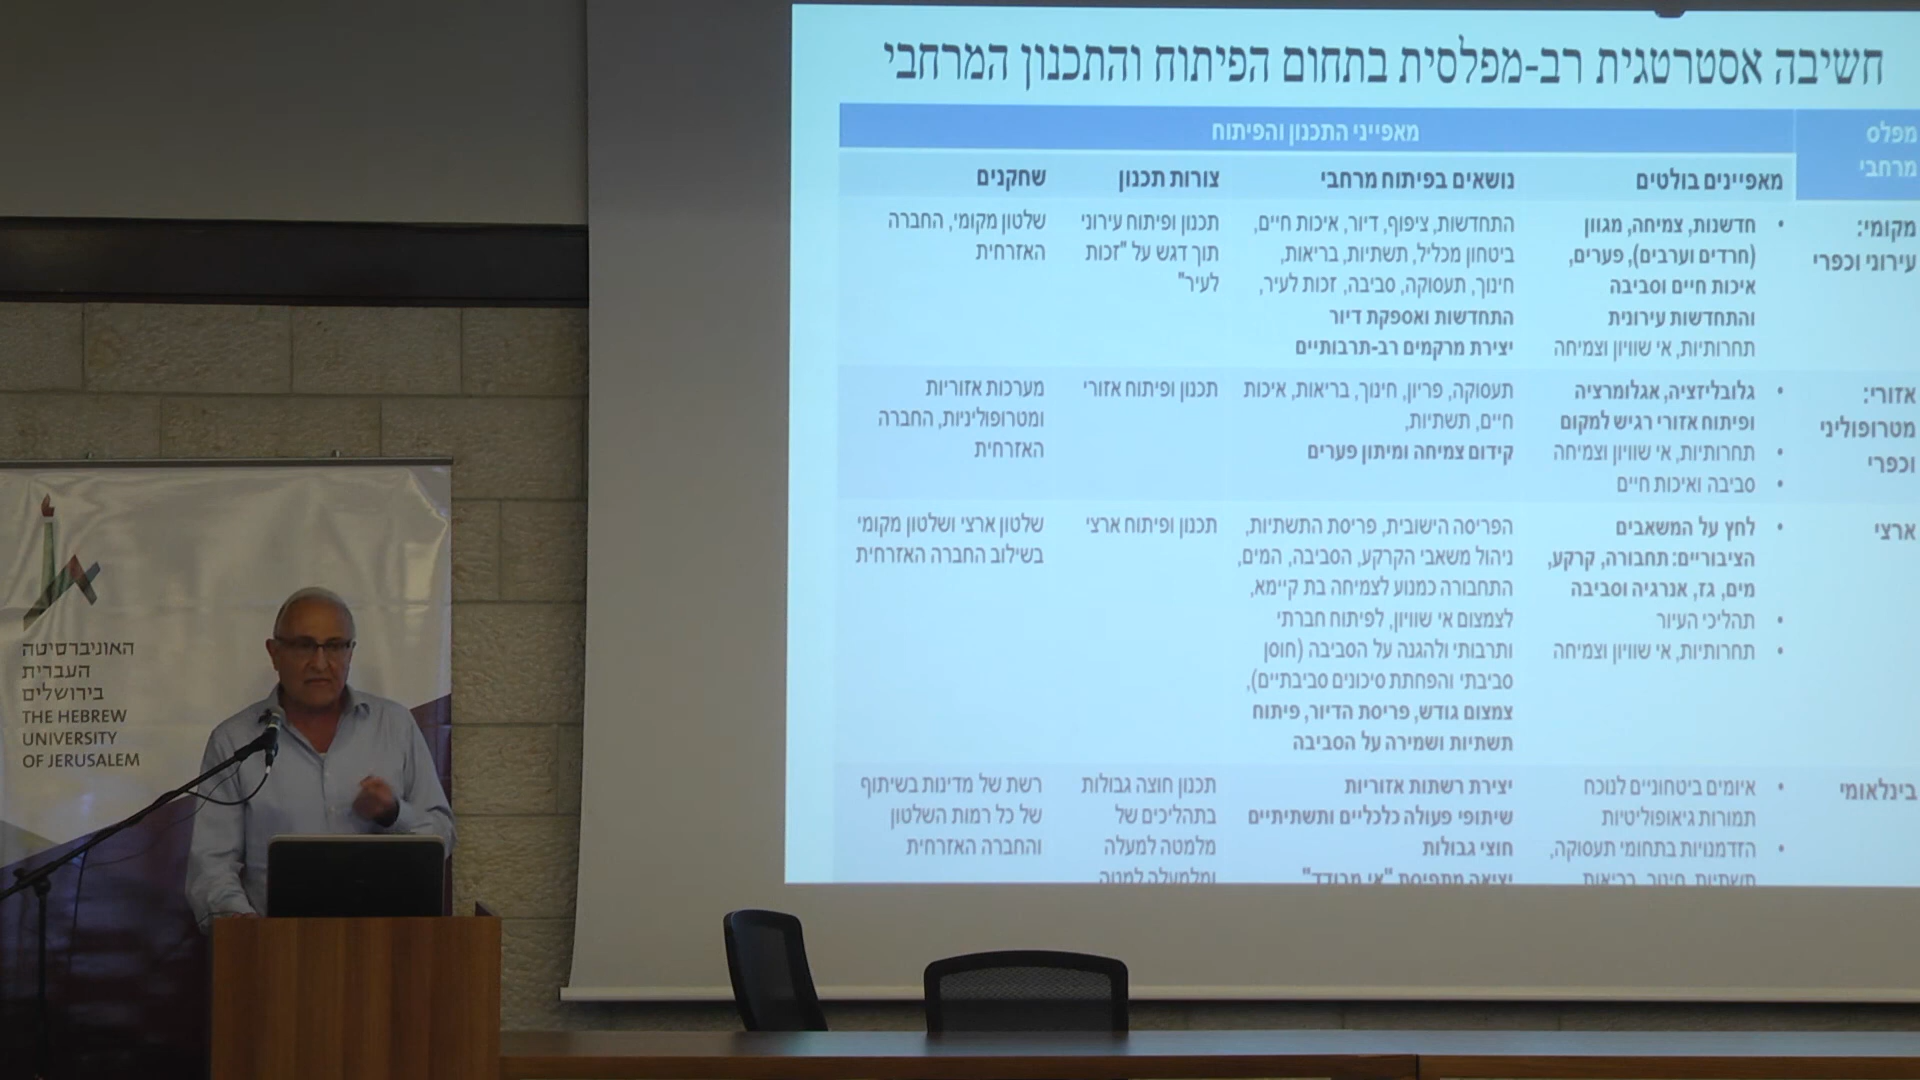 חשיבה אסטרטגית רב-מפלסית בתחום הפיתוח והתכנון המרחבי
מפלס
מרחבי
מאפייני התכנון והפיתוח
מאפיינים בולטים
נושאים בפיתוח מרחבי
צורות תכנון
שחקנים
מקומי:
עירוני וכפרי
• חדשנות, צמיחה, מגוון
(חרדים וערבים), פערים,
איכות חיים וסביבה
והתחדשות עירונית
תחרותיות, אי שוויון וצמיחה
התחדשות, ציפוף, דיור, איכות חיים,
ביטחון מכליל, תשתיות, בריאות,
חינוך, תעסוקה, סביבה, זכות לעיר,
התחדשות ואספקת דיור
יצירת מרקמים רב-תרבותיים
תכנון ופיתוח עירוני
תוך דגש על "זכות
לעיר"
שלטון מקומי, החברה
האזרחית
אזורי:
מטרופוליני
וכפרי
• גלובליזציה, אגלומרציה
ופיתוח אזורי רגיש למקום
• תחרותיות, אי שוויון וצמיחה
• סביבה ואיכות חיים
תעסוקה, פריון, חינוך, בריאות, איכות
חיים, תשתיות,
קידום צמיחה ומיתון פערים
תכנון ופיתוח אזורי
מערכות אזוריות
ומטרופוליניות, החברה
האזרחית
ארצי
• לחץ על המשאבים
הציבוריים: תחבורה, קרקע,
מים, גז, אנרגיה וסביבה
• תהליכי העיור
• תחרותיות, אי שוויון וצמיחה
הפריסה הישובית, פריסת התשתיות,
ניהול משאבי הקרקע, הסביבה, המים,
התחבורה כמנוע לצמיחה בת קיימא,
לצמצום אי שוויון, לפיתוח חברתי
ותרבותי ולהגנה על הסביבה (חוסן
סביבתי והפחתת סיכונים סביבתיים),
צמצום גודש, פריסת הדיור, פיתוח
תשתיות ושמירה על הסביבה
תכנון ופיתוח ארצי
שלטון ארצי ושלטון מקומי
בשילוב החברה האזרחית
בינלאומי
• איומים ביטחוניים לנוכח
תמורות גיאופוליטיות
• הזדמנויות בתחומי תעסוקה,
תשתיות, חינוך, בריאות
יצירת רשתות אזוריות
שיתופי פעולה כלכליים ותשתיתיים
חוצי גבולות
יציאה מתפיסת "אי מבודד"
תכנון חוצה גבולות
בתהליכים של
מלמטה למעלה
ומלמעלה למטה
רשת של מדינות בשיתוף
של כל רמות השלטון
והחברה האזרחית
האוניברסיטה
העברית
בירושלים
THE HEBREW
UNIVERSITY
OF JERUSALEM